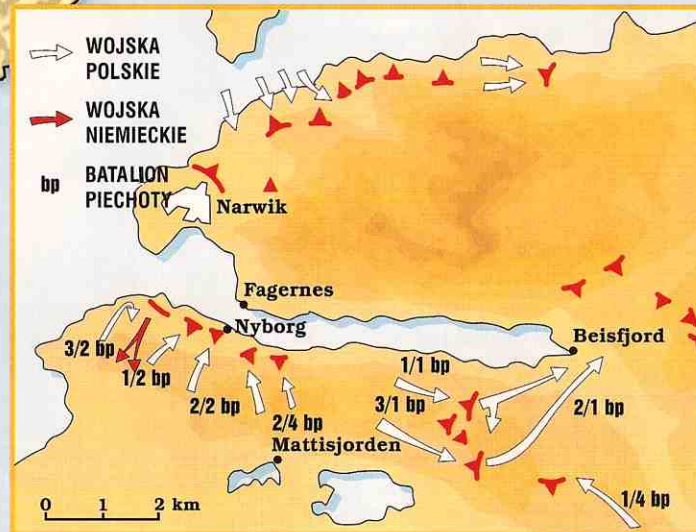 WOJSKA
POLSKIE
WOJSKA
NIEMIECKIE
bp BATALION
PIECHOTY
Narwik
Fagernes
Nyborg
Beisfjord
3/2 bp
1/2 bp
2/2 bp
2/4 bp
1/1 bp
3/1 bp
2/1 bp
Mattisjorden
1/4 bp
0 1 2 km